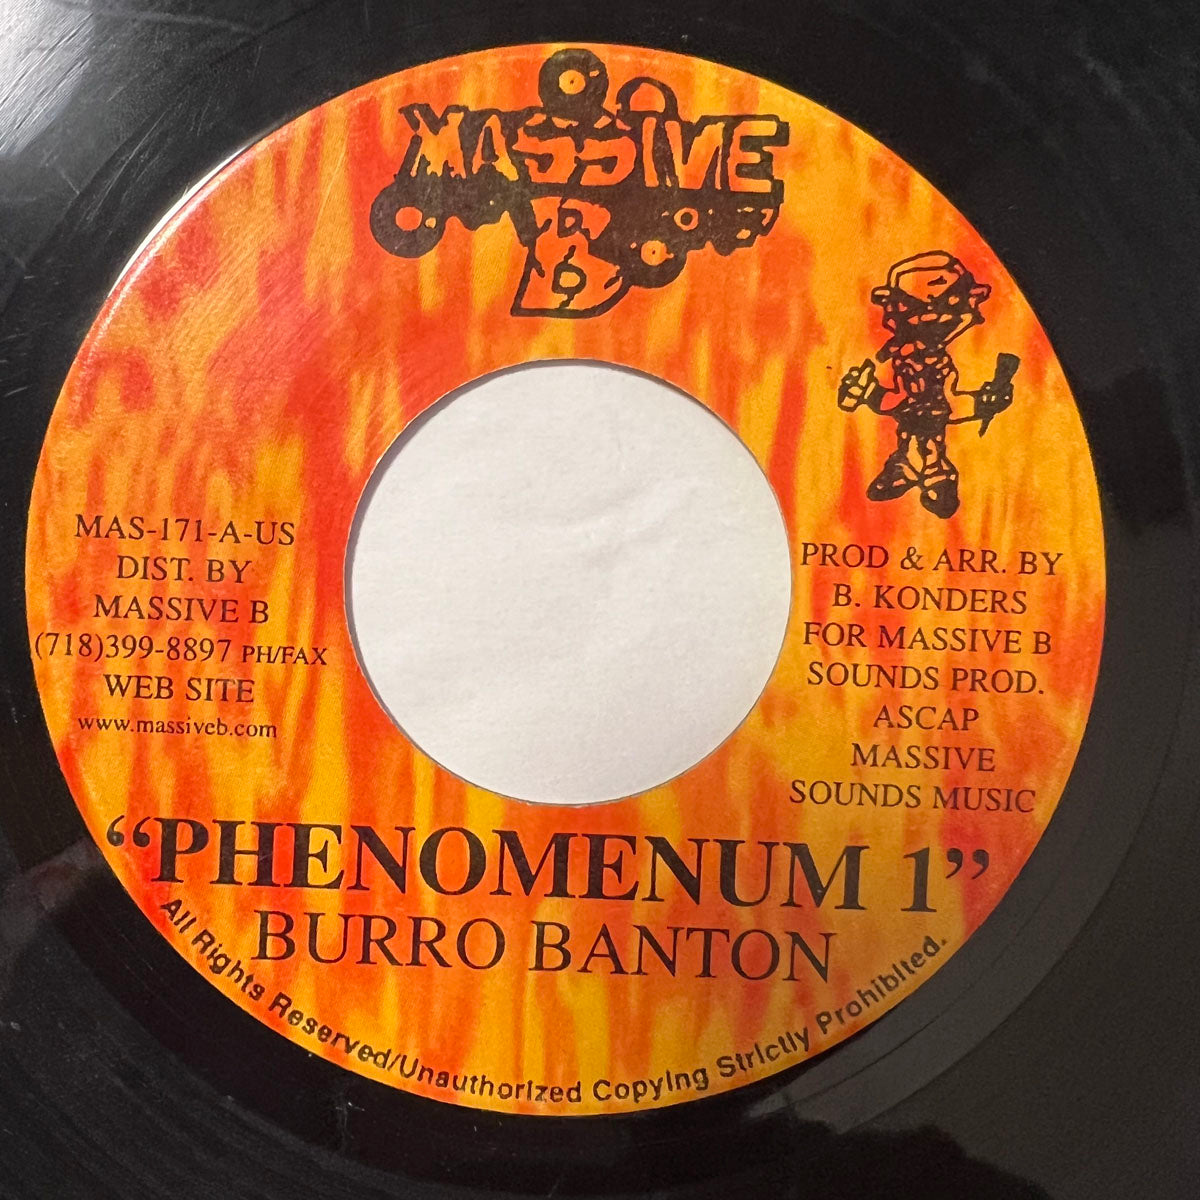 MASSIVE
B
MAS-171-A-US
DIST. BY
MASSIVE B
(718)399-8897 PH/FAX
WEB SITE
www.massiveb.com
PROD & ARR. BY
B. KONDERS
FOR MASSIVE B
SOUNDS PROD.
ASCAP
MASSIVE
SOUNDS MUSIC
“PHENOMENUM 1”
BURRO BANTON
All Rights Reserved/Unauthorized Copying Strictly Prohibited.